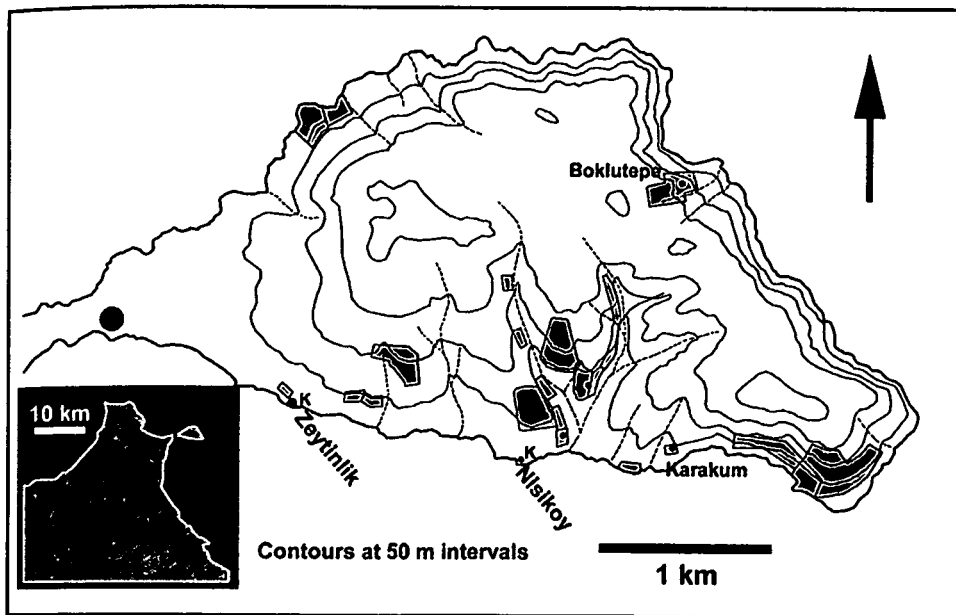 Boklutepe
K
Zeytinlik
K
Nisikoy
Karakum
10 km
Contours at 50 m intervals
1 km